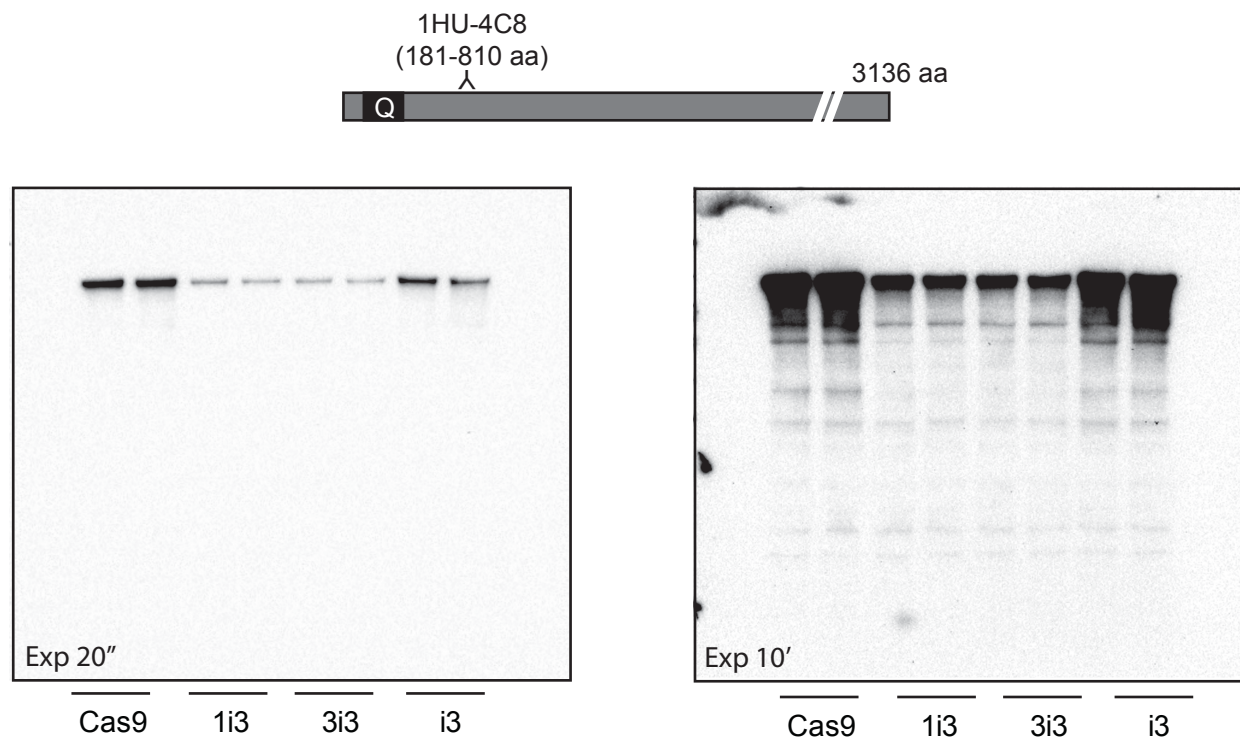 1HU-4C8
(181-810 aa)
3136 aa
Q
Exp 20″
Cas9 1i3 3i3 i3
Exp 10′
Cas9 1i3 3i3 i3